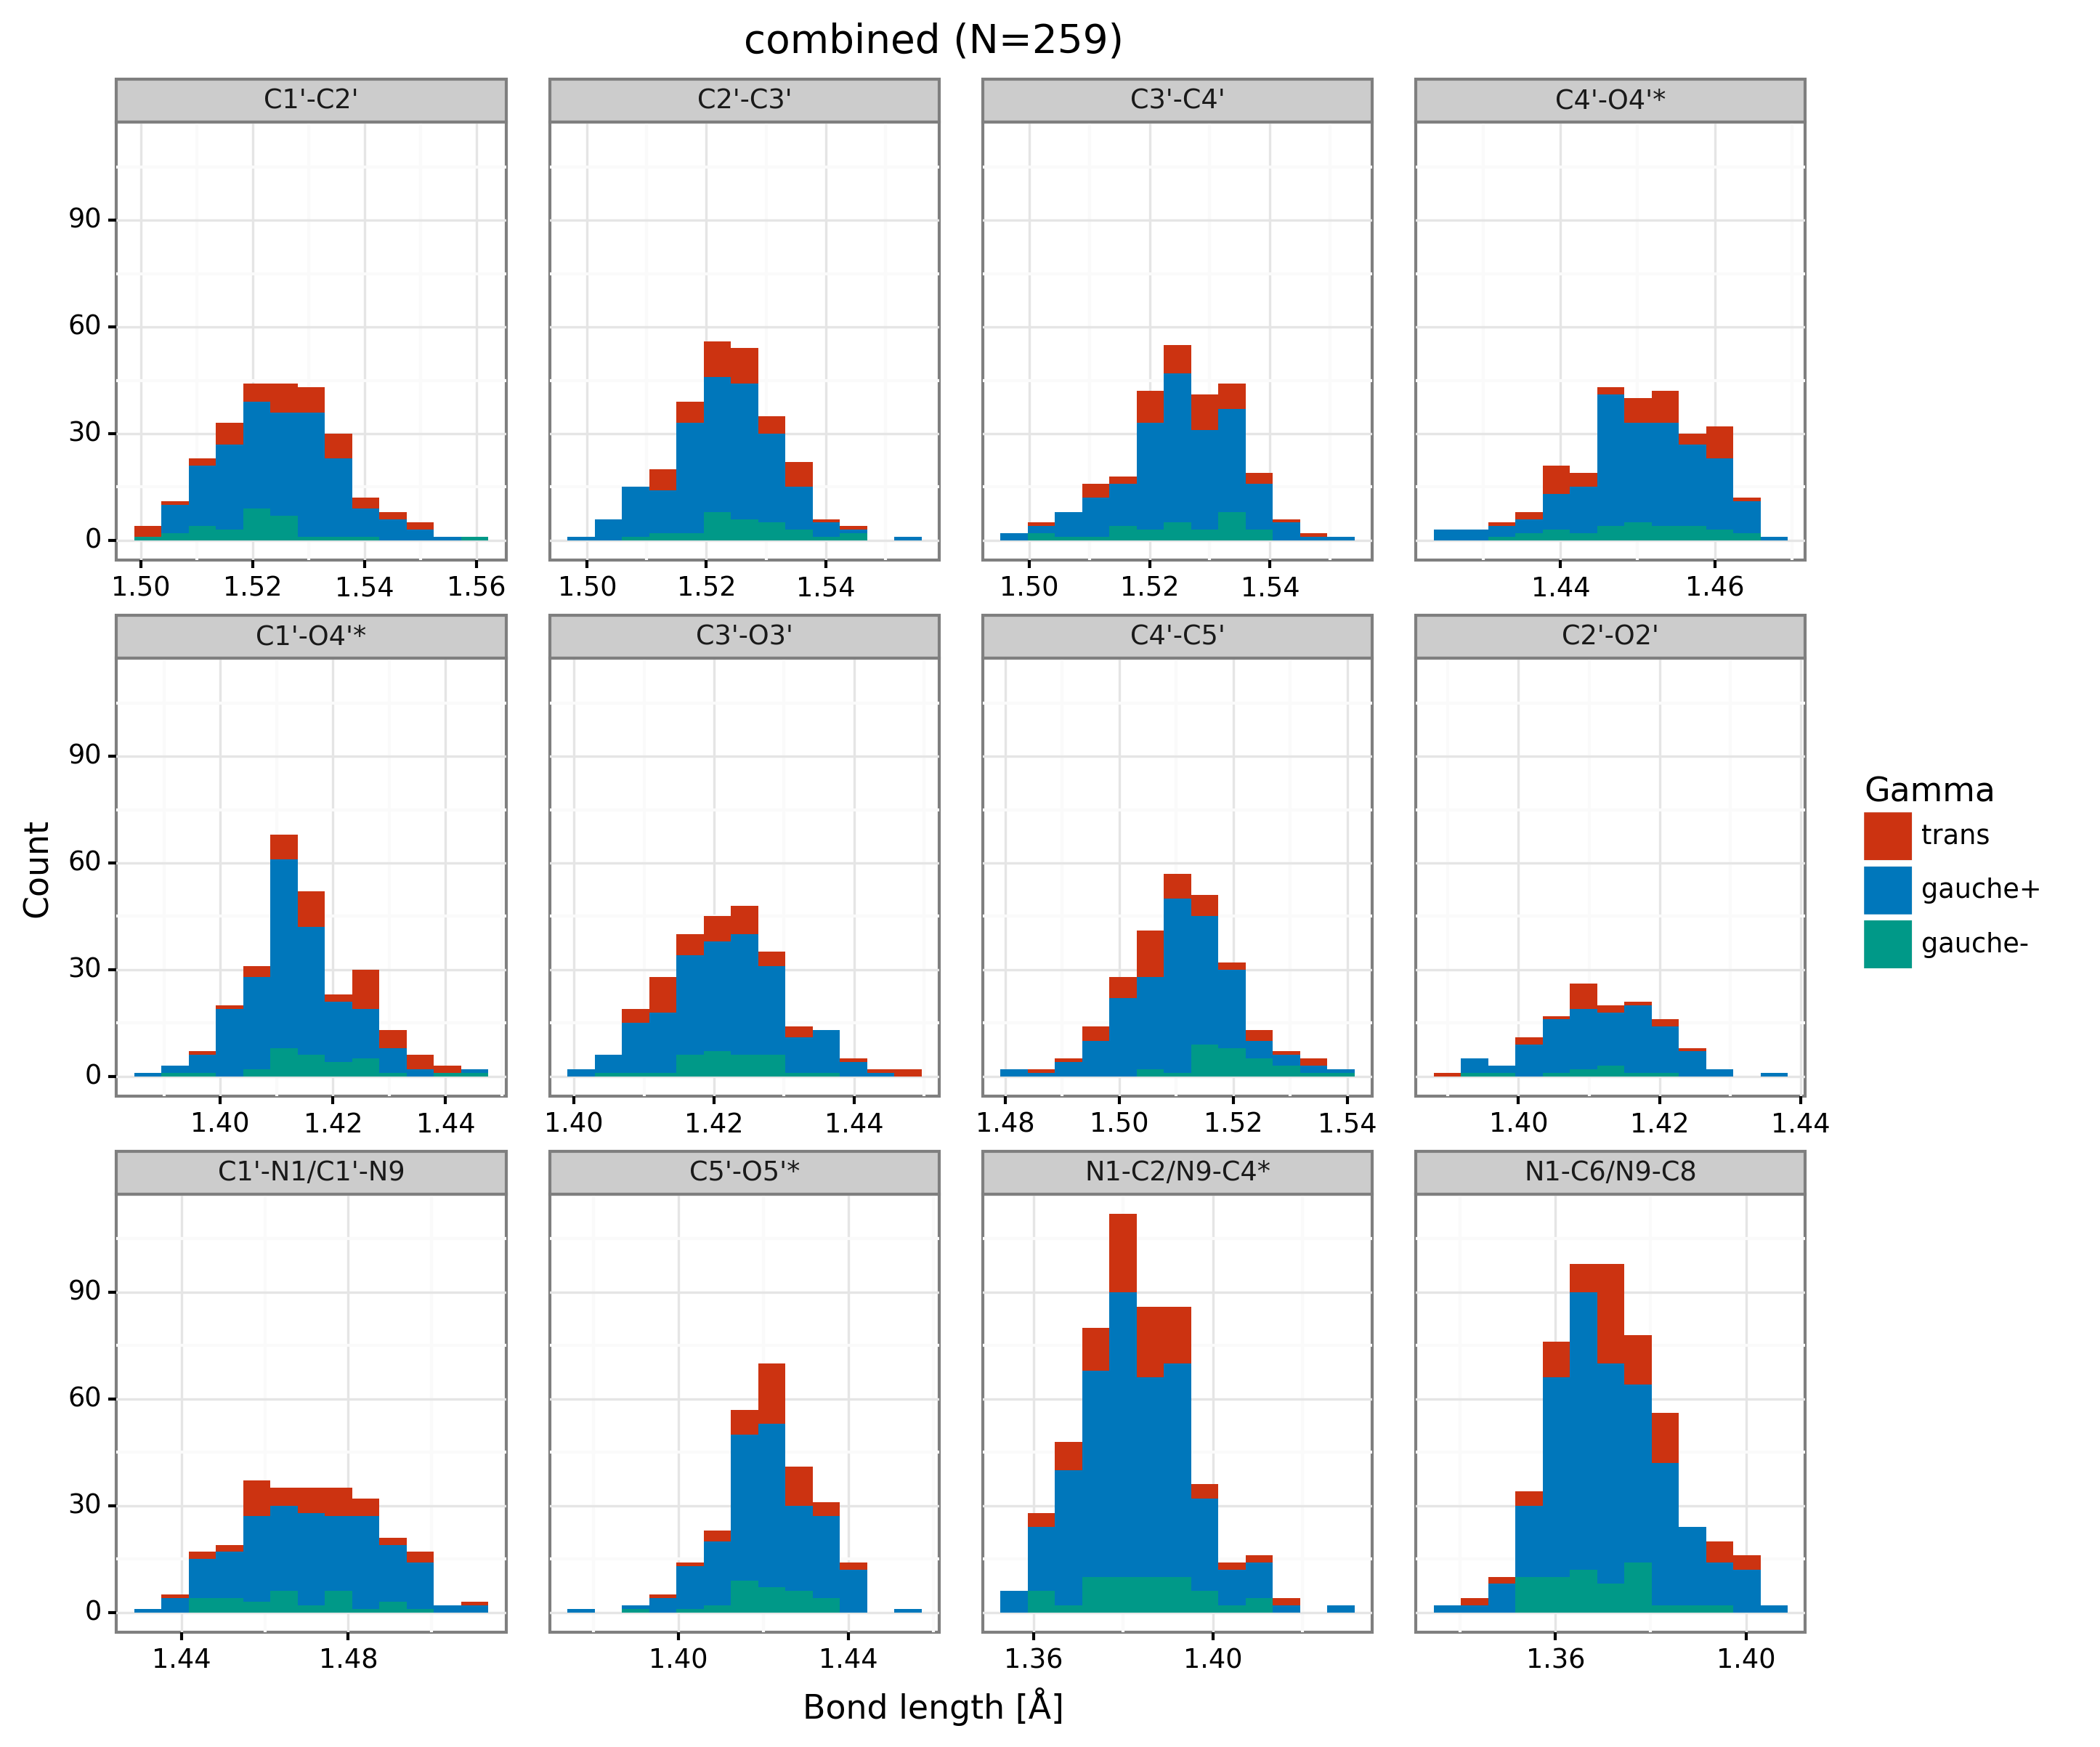 combined (N=259)
C1'-C2' C2'-C3' C3'-C4' C4'-O4'*
90
60
30
0
1.50 1.52 1.54 1.56 1.50 1.52 1.54 1.50 1.52 1.54 1.44 1.46
C1'-O4'* C3'-O3' C4'-C5' C2'-O2'
90
60
30
0
1.40 1.42 1.44 1.40 1.42 1.44 1.48 1.50 1.52 1.54 1.40 1.42 1.44
C1'-N1/C1'-N9 C5'-O5'* N1-C2/N9-C4* N1-C6/N9-C8
90
60
30
0
1.44 1.48 1.40 1.44 1.36 1.40 1.36 1.40
Count
Bond length [Å]
Gamma
trans
gauche+
gauche-